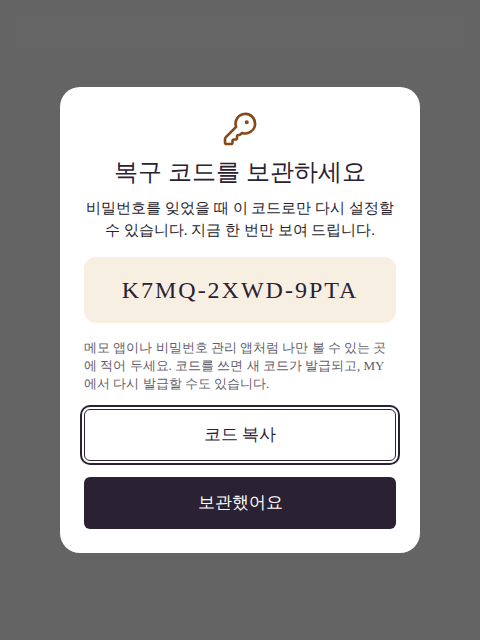 복구 코드를 보관하세요
비밀번호를 잊었을 때 이 코드로만 다시 설정할
수 있습니다. 지금 한 번만 보여 드립니다.
K7MQ-2XWD-9PTA
메모 앱이나 비밀번호 관리 앱처럼 나만 볼 수 있는 곳
에 적어 두세요. 코드를 쓰면 새 코드가 발급되고, MY
에서 다시 발급할 수도 있습니다.
코드 복사
보관했어요